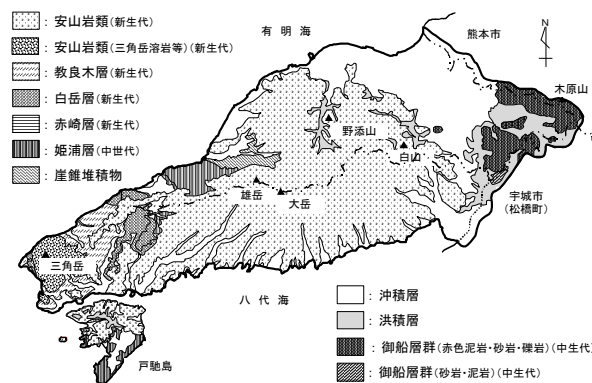 : 安山岩類(新生代)
: 安山岩類(三角岳溶岩等)(新生代)
: 教良木層(新生代)
: 白岳層(新生代)
: 赤崎層(新生代)
: 姫浦層(中世代)
: 崖錐堆積物
有明海
熊本市
N
木原山
野添山
白山
雄岳
大岳
宇城市
(松橋町)
三角岳
八代海
戸馳島
: 沖積層
: 洪積層
: 御船層群(赤色泥岩・砂岩・礫岩)(中生代)
: 御船層群(砂岩・泥岩)(中生代)